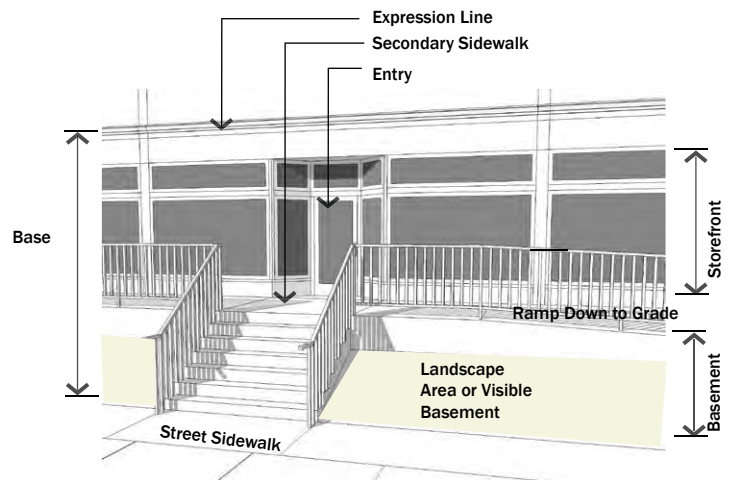 Expression Line
Secondary Sidewalk
Entry
Base
Storefront
Ramp Down to Grade
Landscape
Area or Visible
Basement
Basement
Street Sidewalk